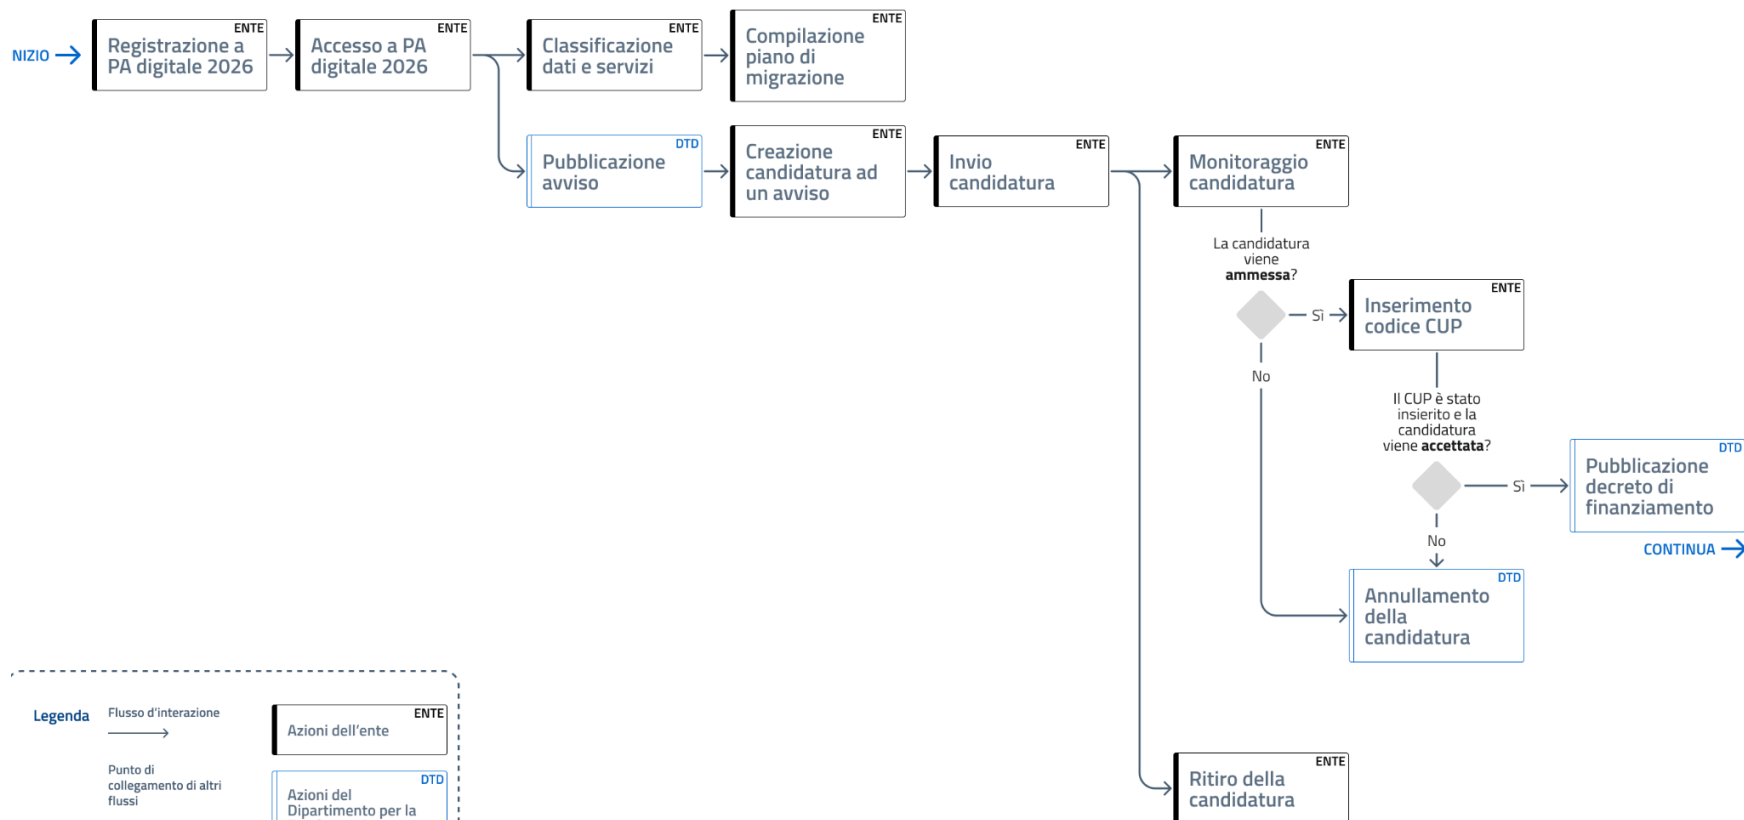 NIZIO
ENTE
Registrazione a
PA digitale 2026
ENTE
Accesso a PA
digitale 2026
ENTE
Classificazione
dati e servizi
ENTE
Compilazione
piano di
migrazione
DTD
Pubblicazione
avviso
ENTE
Creazione
candidatura ad
un avviso
ENTE
Invio
candidatura
ENTE
Monitoraggio
candidatura
La candidatura
viene
ammessa?
Sì
No
ENTE
Inserimento
codice CUP
Il CUP è stato
insierito e la
candidatura
viene accettata?
Sì
No
DTD
Pubblicazione
decreto di
finanziamento
CONTINUA
DTD
Annullamento
della
candidatura
ENTE
Ritiro della
candidatura
Legenda
Flusso d'interazione
Punto di
collegamento di altri
flussi
ENTE
Azioni dell'ente
DTD
Azioni del
Dipartimento per la